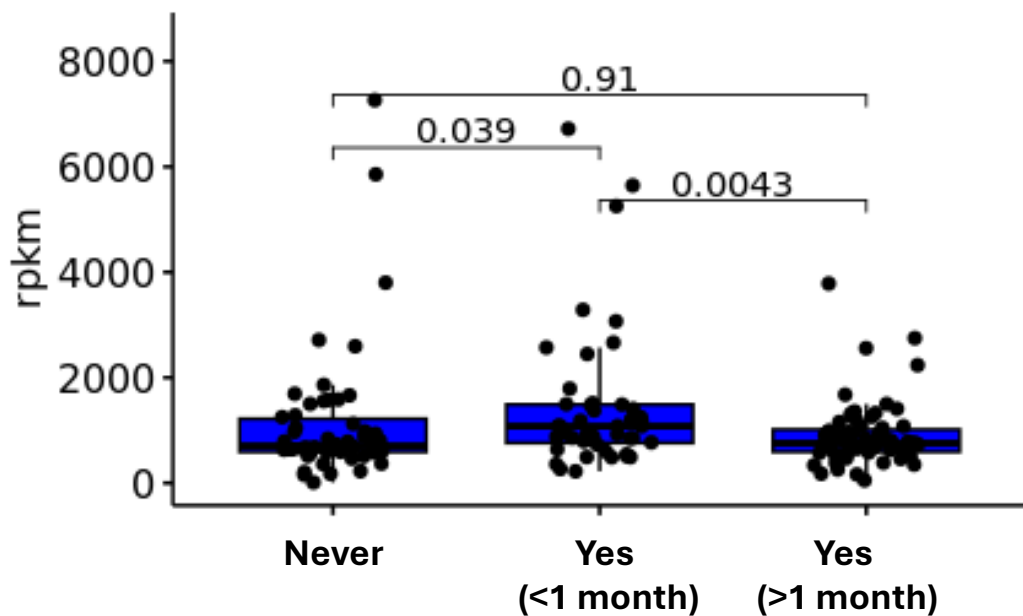 8000
6000
4000
2000
0
rpkm
0.91
0.039
0.0043
Never
Yes
(<1 month)
Yes
(>1 month)